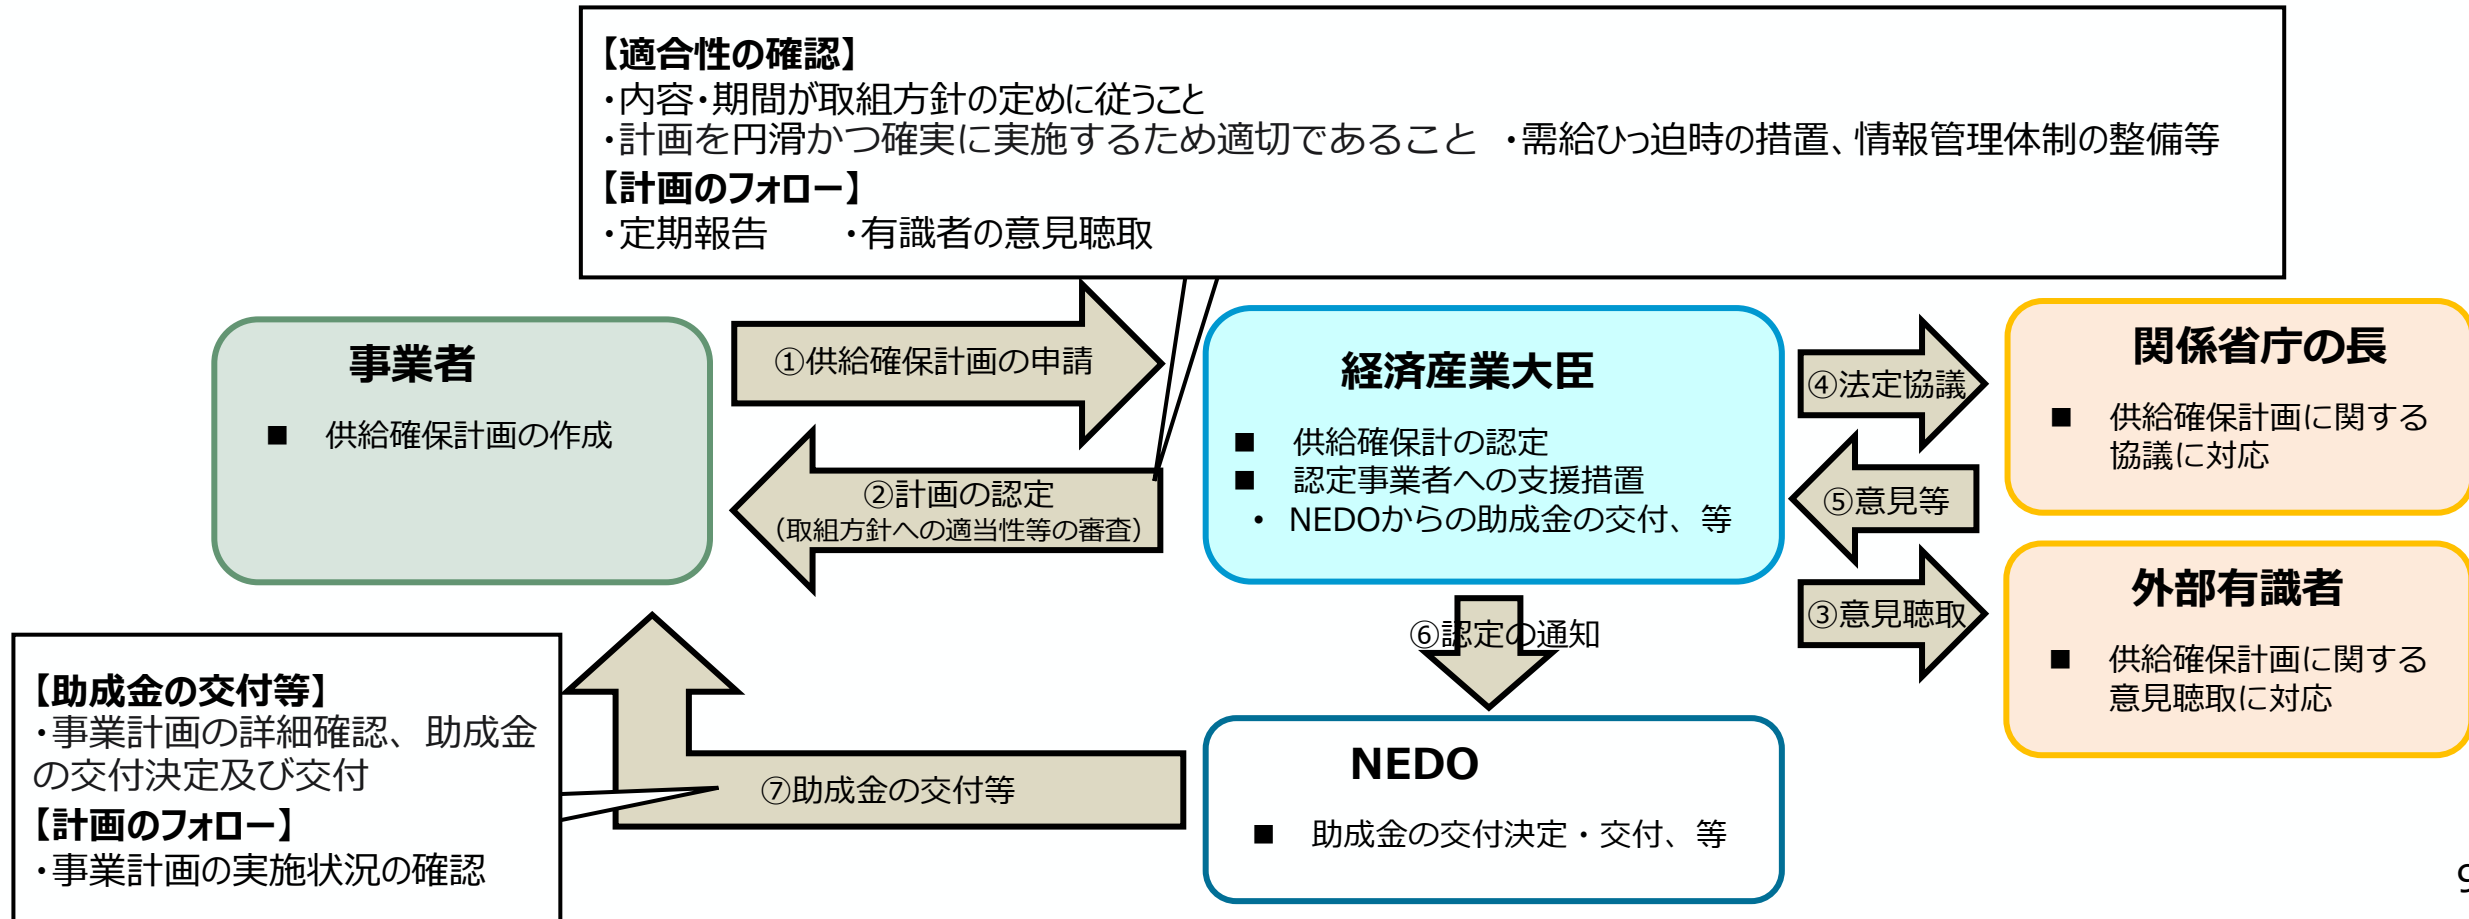 【適合性の確認】
・内容・期間が取組方針の定めに従うこと
・計画を円滑かつ確実に実施するため適切であること ・需給ひっ迫時の措置、情報管理体制の整備等
【計画のフォロー】
・定期報告 ・有識者の意見聴取
事業者
■ 供給確保計画の作成
①供給確保計画の申請
②計画の認定
（取組方針への適当性等の審査）
経済産業大臣
■ 供給確保計の認定
■ 認定事業者への支援措置
• NEDOからの助成金の交付、等
④法定協議
⑤意見等
③意見聴取
関係省庁の長
■ 供給確保計画に関する
協議に対応
外部有識者
■ 供給確保計画に関する
意見聴取に対応
⑥認定の通知
NEDO
■ 助成金の交付決定・交付、等
⑦助成金の交付等
【助成金の交付等】
・事業計画の詳細確認、助成金
の交付決定及び交付
【計画のフォロー】
・事業計画の実施状況の確認
9